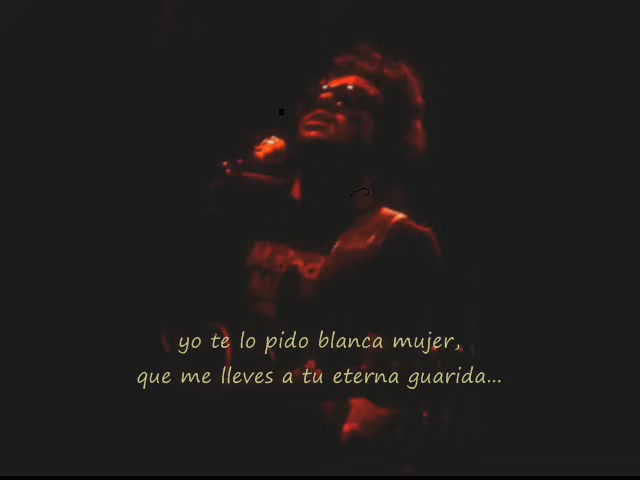 yo te lo pido blanca mujer,
que me lleves a tu eterna guarida...